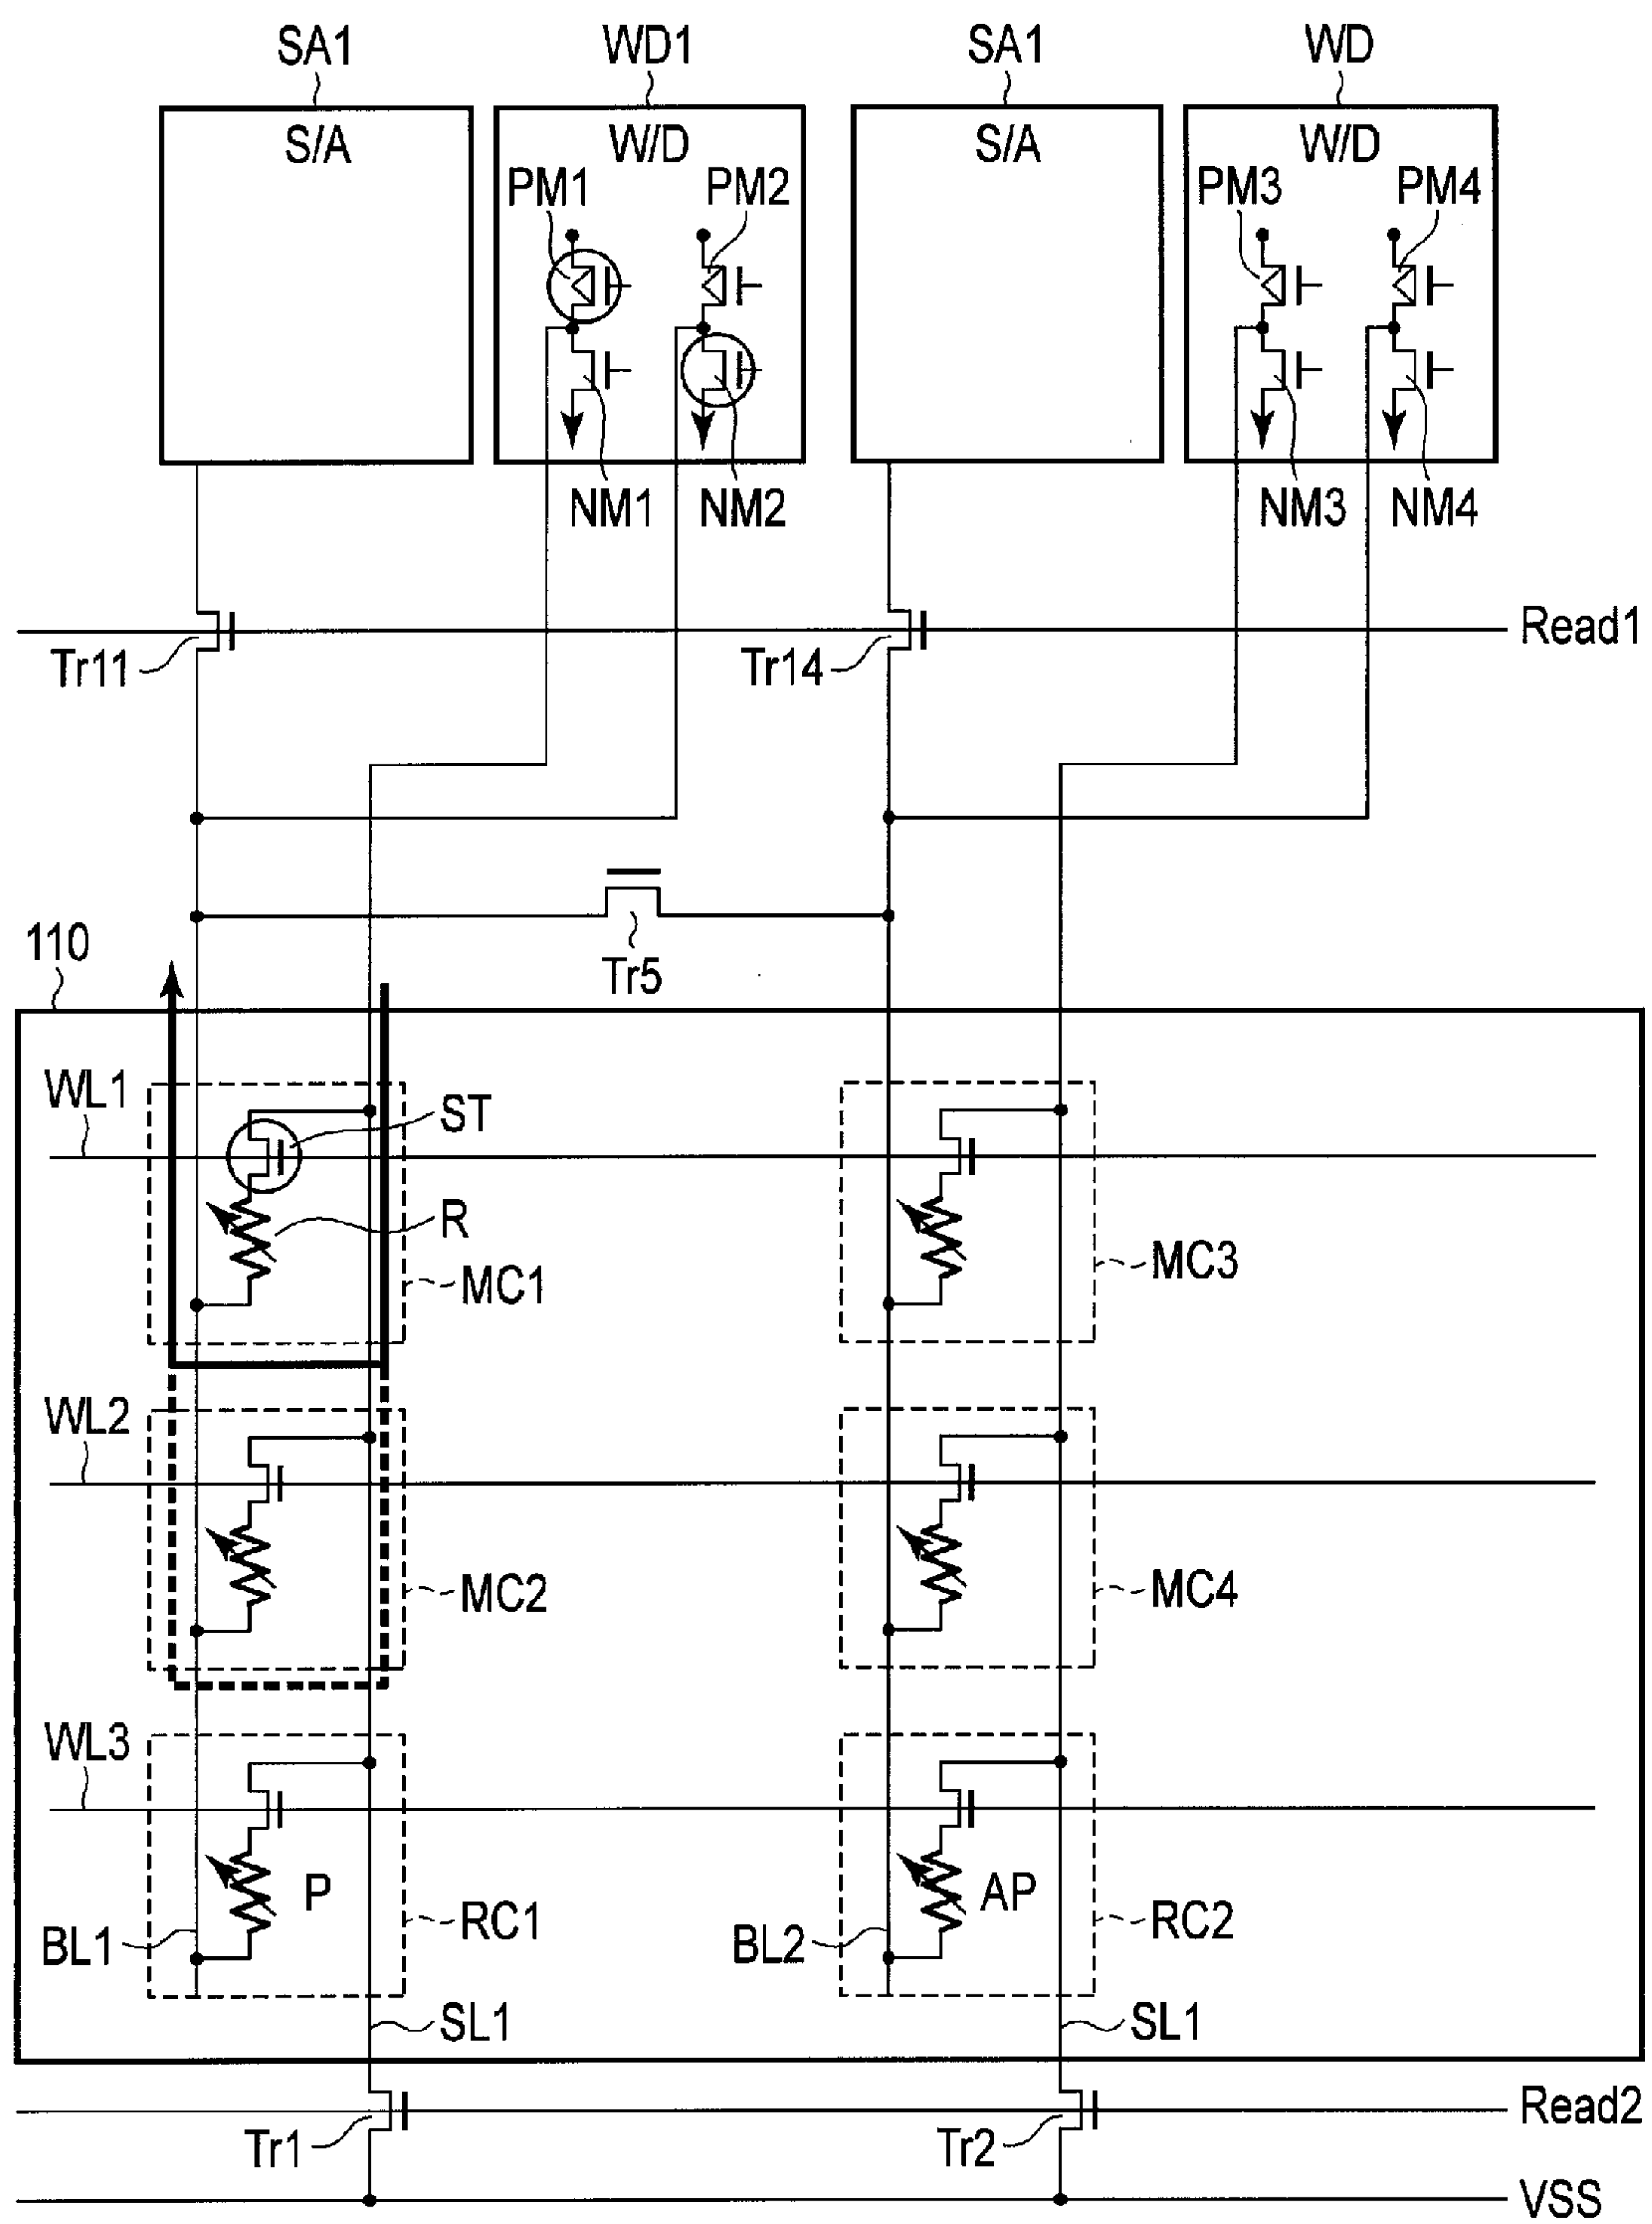 SA1 WD1 SA1 WD
S/A W/D S/A W/D
PM1 PM2 PM3 PM4
NM1 NM2 NM3 NM4
Read1
Tr11 Tr14
110
Tr5
WL1 ST
R
MC1 MC3
WL2
MC2 MC4
WL3
P AP
RC1 RC2
BL1 BL2
SL1 SL1
Read2
Tr1 Tr2
VSS